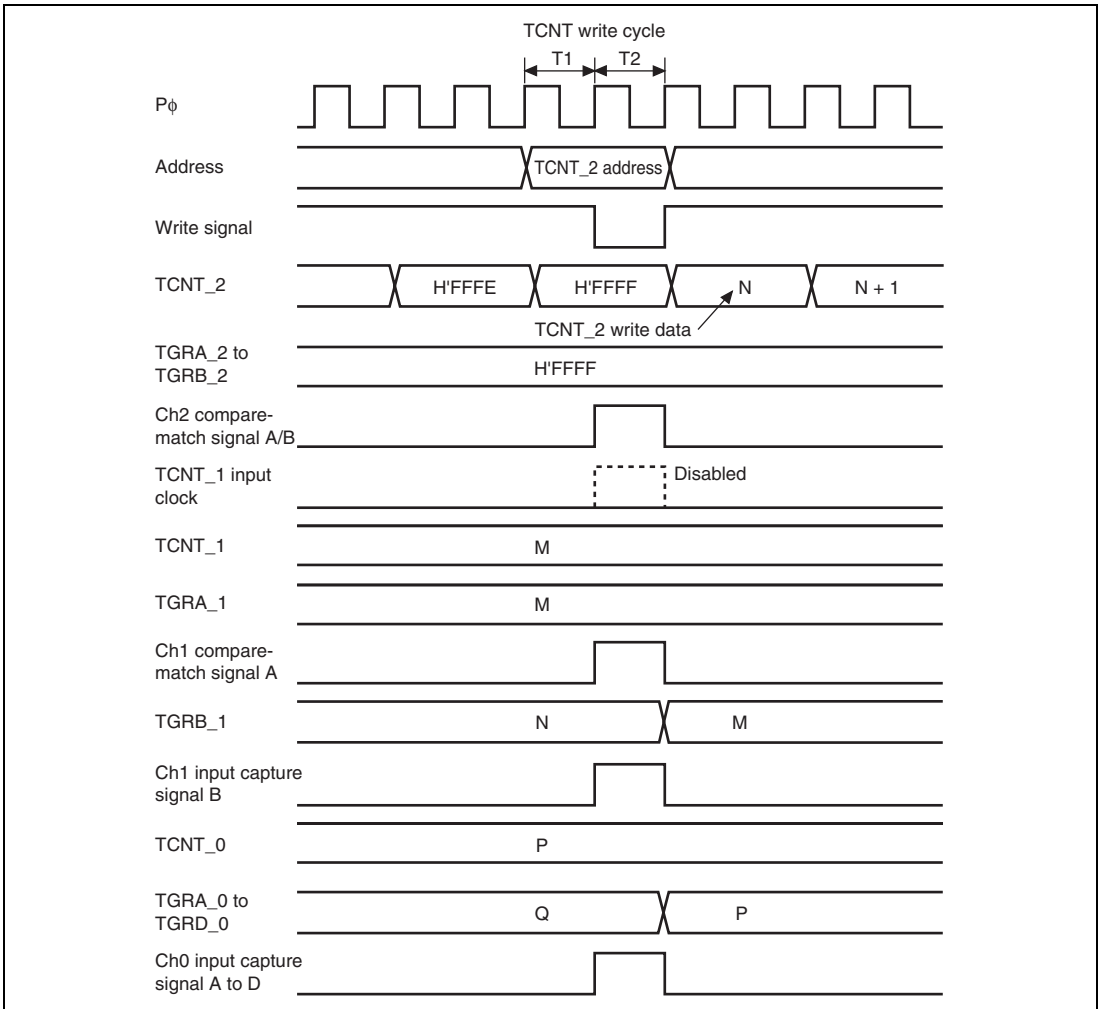 TCNT write cycle
T1 T2
Pϕ
Address
TCNT_2 address
Write signal
TCNT_2
H'FFFE H'FFFF N N + 1
TCNT_2 write data
TGRA_2 to
TGRB_2
H'FFFF
Ch2 compare-
match signal A/B
TCNT_1 input
clock
Disabled
TCNT_1
M
TGRA_1
M
Ch1 compare-
match signal A
TGRB_1
N M
Ch1 input capture
signal B
TCNT_0
P
TGRA_0 to
TGRD_0
Q P
Ch0 input capture
signal A to D